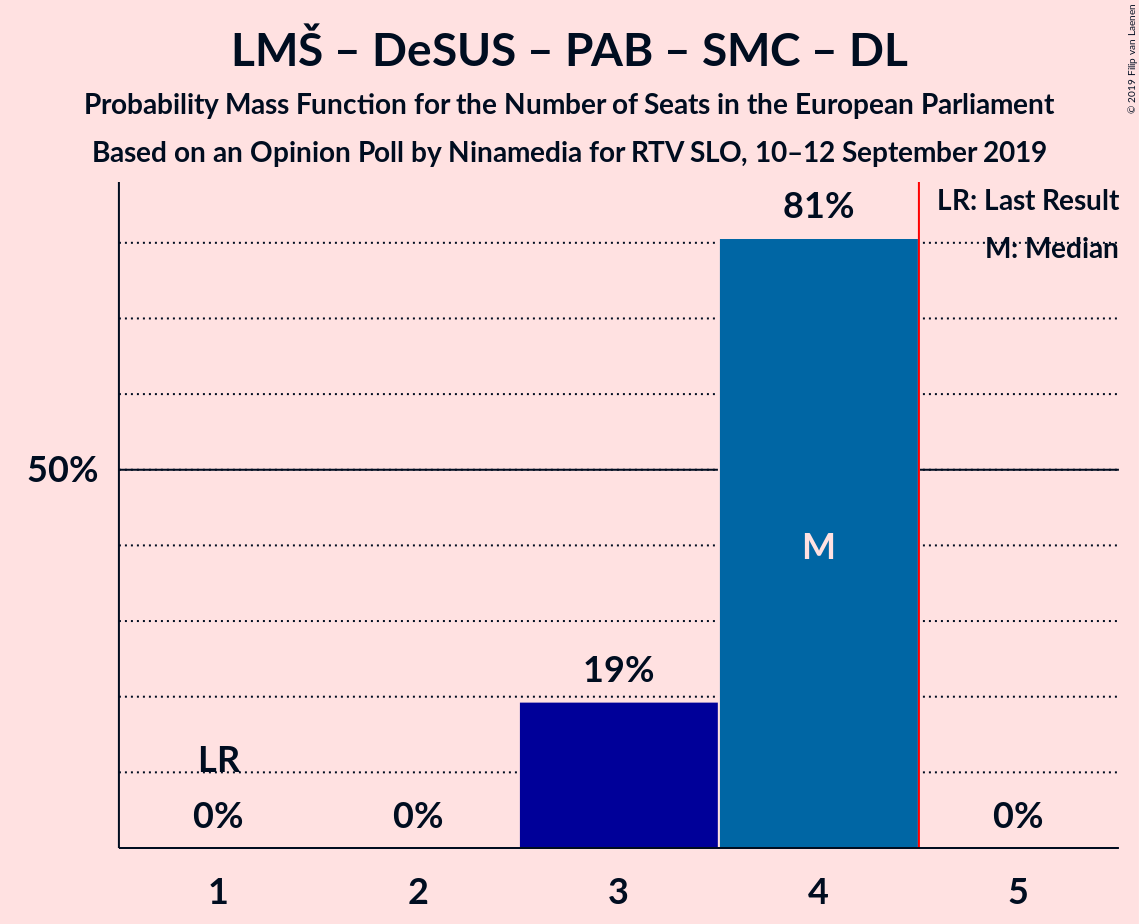 LMŠ – DeSUS – PAB – SMC – DL
Probability Mass Function for the Number of Seats in the European Parliament
Based on an Opinion Poll by Ninamedia for RTV SLO, 10–12 September 2019
© 2019 Filip van Laenen
LR: Last Result
M: Median
81%
50%
M
19%
LR
0%
0%
0%
1
2
3
4
5